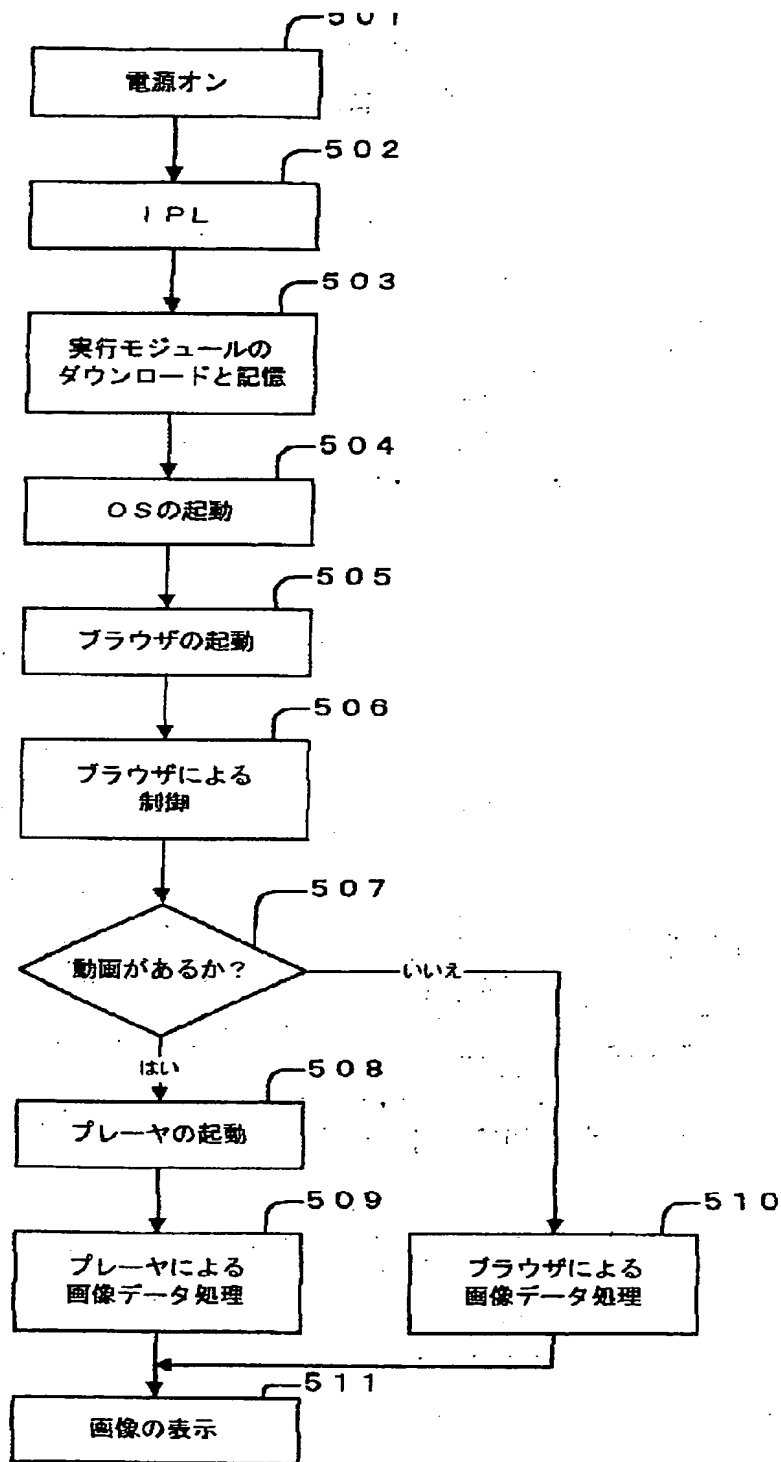 ５０１
電源オン
５０２
ＩＰＬ
５０３
実行モジュールの
ダウンロードと記憶
５０４
ＯＳの起動
５０５
ブラウザの起動
５０６
ブラウザによる
制御
５０７
動画があるか？
いいえ
はい
５０８
プレーヤの起動
５０９
プレーヤによる
画像データ処理
５１０
ブラウザによる
画像データ処理
５１１
画像の表示